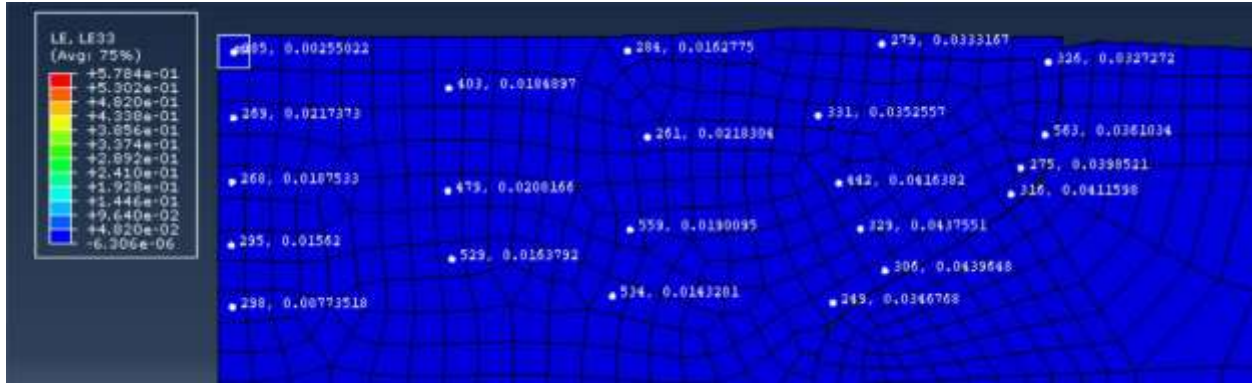 LE, LE33
(Avg: 75%)
+5.784e-01
+5.302e-01
+4.820e-01
+4.338e-01
+3.856e-01
+3.374e-01
+2.892e-01
+2.410e-01
+1.928e-01
+1.446e-01
+9.640e-02
+4.820e-02
-6.306e-06
0.00255022
284, 0.0162775
279, 0.0333167
326, 0.0327272
403, 0.0184897
269, 0.0217373
331, 0.0352557
261, 0.0218304
563, 0.0361034
275, 0.0398521
268, 0.0187533
479, 0.0208166
442, 0.0416382
316, 0.0411598
559, 0.0190095
329, 0.0437551
295, 0.01562
529, 0.0163792
306, 0.0439648
534, 0.0143281
249, 0.0346768
298, 0.00773518